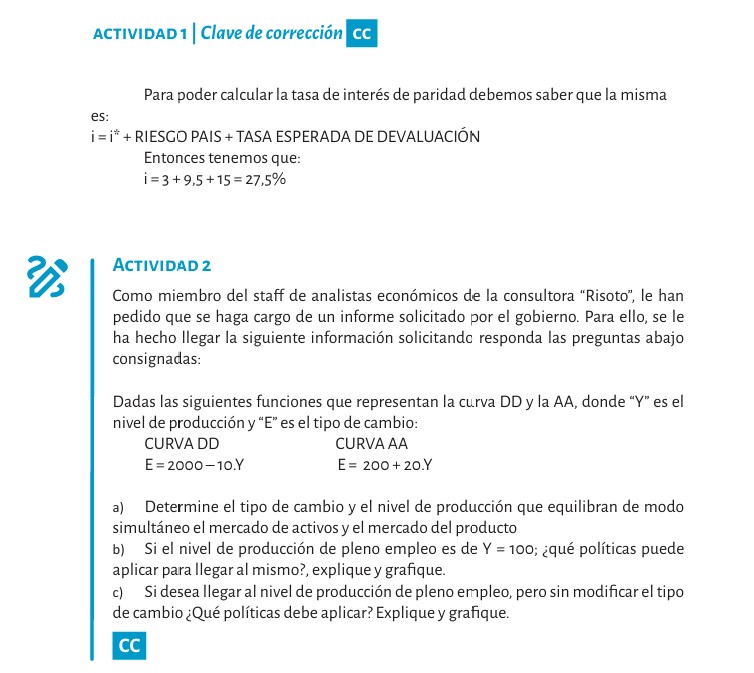 ACTIVIDAD 1 | Clave de corrección CC
Para poder calcular la tasa de interés de paridad debemos saber que la misma
es:
i = i* + RIESGO PAIS + TASA ESPERADA DE DEVALUACIÓN
Entonces tenemos que:
i = 3 + 9,5 + 15 = 27,5%
ACTIVIDAD 2
Como miembro del staff de analistas económicos de la consultora “Risoto”, le han
pedido que se haga cargo de un informe solicitado por el gobierno. Para ello, se le
ha hecho llegar la siguiente información solicitando responda las preguntas abajo
consignadas:
Dadas las siguientes funciones que representan la curva DD y la AA, donde “Y” es el
nivel de producción y “E” es el tipo de cambio:
CURVA DD CURVA AA
E = 2000 – 10.Y E = 200 + 20.Y
a) Determine el tipo de cambio y el nivel de producción que equilibran de modo
simultáneo el mercado de activos y el mercado del producto
b) Si el nivel de producción de pleno empleo es de Y = 100; ¿qué políticas puede
aplicar para llegar al mismo?, explique y grafique.
c) Si desea llegar al nivel de producción de pleno empleo, pero sin modificar el tipo
de cambio ¿Qué políticas debe aplicar? Explique y grafique.
CC